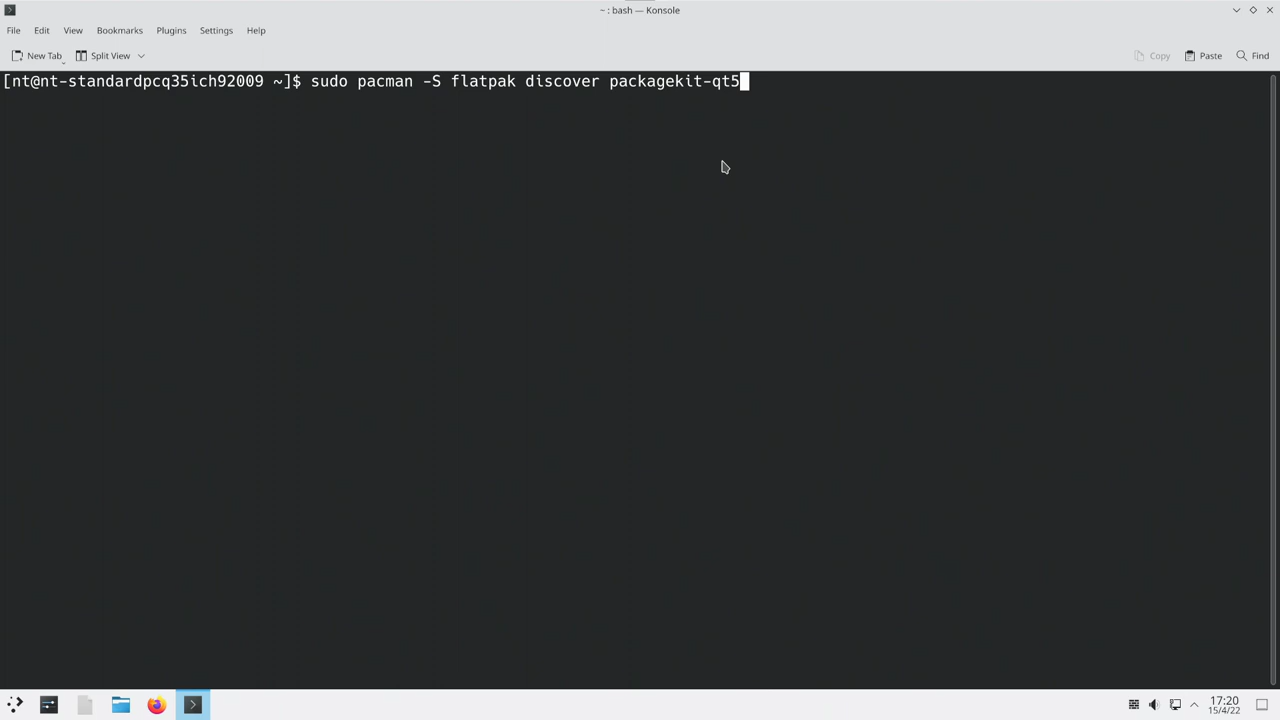 ~ : bash — Konsole
File Edit View Bookmarks Plugins Settings Help
New Tab Split View Copy Paste Find
[nt@nt-standardpcq35ich92009 ~]$ sudo pacman -S flatpak discover packagekit-qt5
17:20
15/4/22